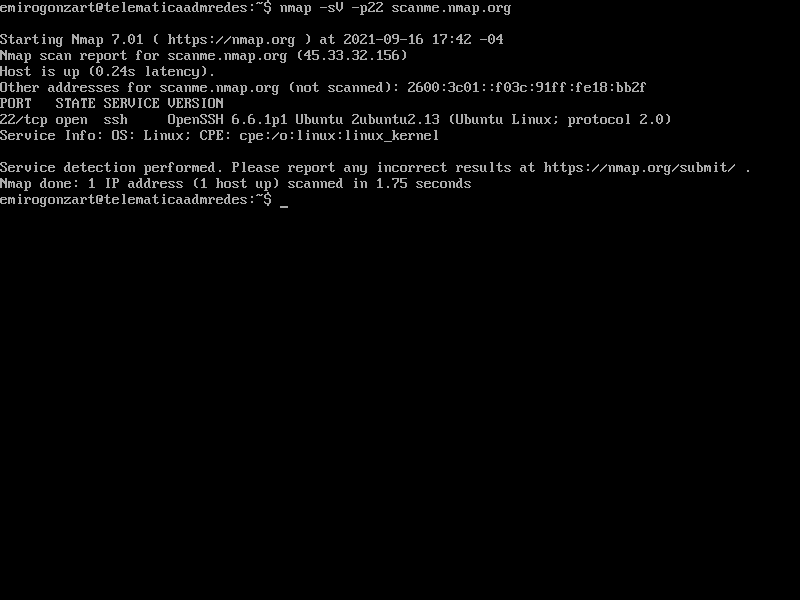 emirogonzart@telematicaadmredes:~$ nmap -sV -p22 scanme.nmap.org
Starting Nmap 7.01 ( https://nmap.org ) at 2021-09-16 17:42 -04
Nmap scan report for scanme.nmap.org (45.33.32.156)
Host is up (0.24s latency).
Other addresses for scanme.nmap.org (not scanned): 2600:3c01::f03c:91ff:fe18:bb2f
PORT   STATE SERVICE VERSION
22/tcp open  ssh     OpenSSH 6.6.1p1 Ubuntu 2ubuntu2.13 (Ubuntu Linux; protocol 2.0)
Service Info: OS: Linux; CPE: cpe:/o:linux:linux_kernel
Service detection performed. Please report any incorrect results at https://nmap.org/submit/ .
Nmap done: 1 IP address (1 host up) scanned in 1.75 seconds
emirogonzart@telematicaadmredes:~$ _